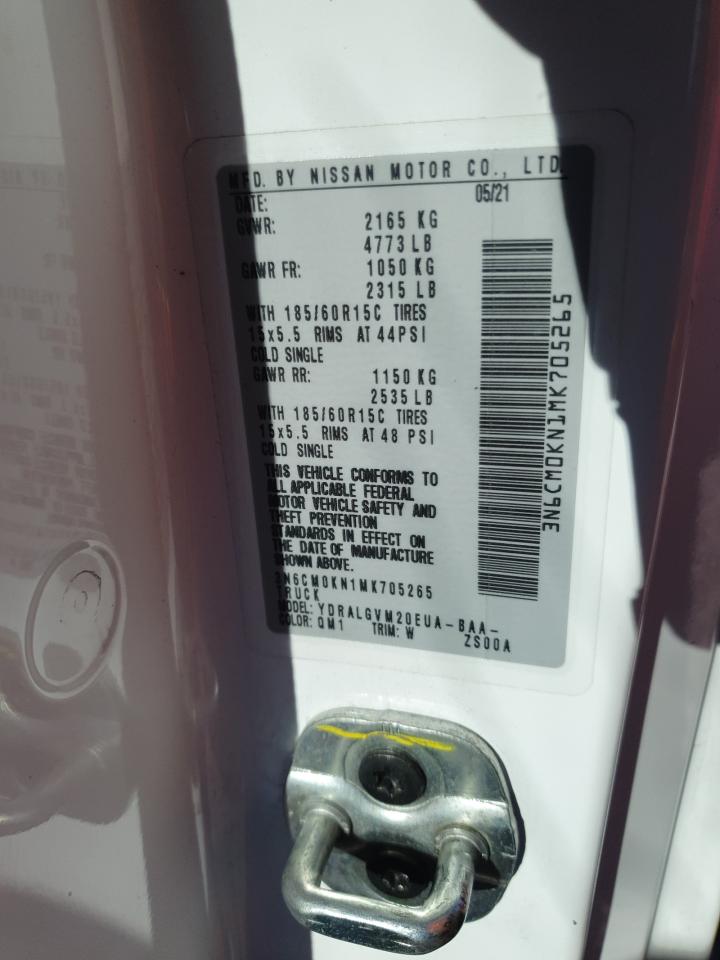 MFD. BY NISSAN MOTOR CO., LTD.
DATE: 05/21
GVWR: 2165 KG
4773 LB
GAWR FR: 1050 KG
2315 LB
WITH 185/60R15C TIRES
15x5.5 RIMS AT 44PSI
COLD SINGLE
GAWR RR: 1150 KG
2535 LB
WITH 185/60R15C TIRES
15x5.5 RIMS AT 48 PSI
COLD SINGLE
THIS VEHICLE CONFORMS TO
ALL APPLICABLE FEDERAL
MOTOR VEHICLE SAFETY AND
THEFT PREVENTION
STANDARDS IN EFFECT ON
THE DATE OF MANUFACTURE
SHOWN ABOVE.
3N6CM0KN1MK705265
TRUCK
MODEL: YDRALGVM20EUA-BAA-
ZS00A
COLOR: QM1 TRIM: W
3N6CM0KN1MK705265